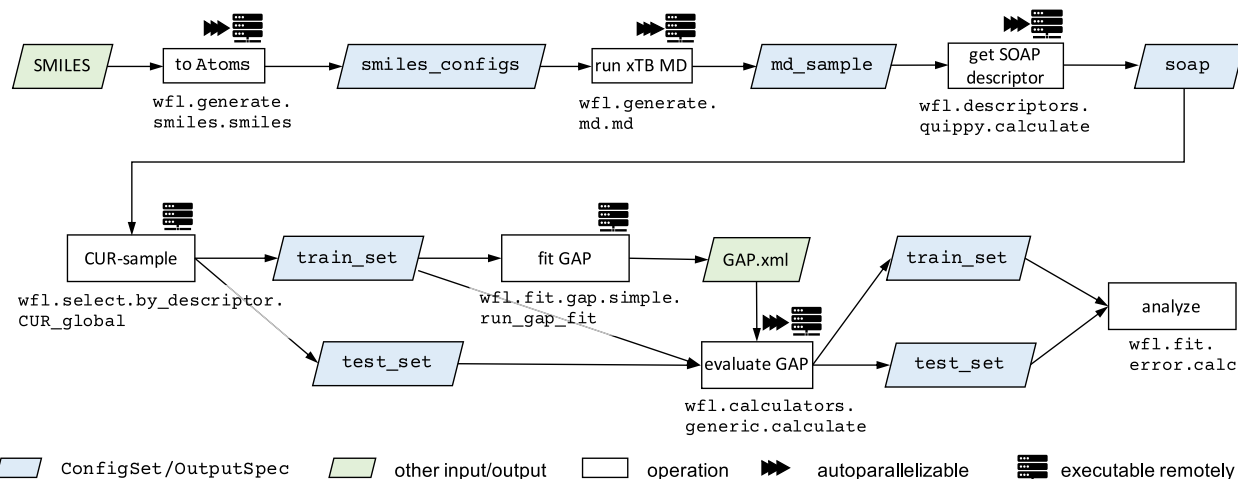 SMILES
to Atoms
smiles_configs
run xTB MD
md_sample
get SOAP
descriptor
soap
wfl.generate.
smiles.smiles
wfl.generate.
md.md
wfl.descriptors.
quippy.calculate
CUR-sample
train_set
fit GAP
GAP.xml
train_set
wfl.select.by_descriptor.
CUR_global
wfl.fit.gap.simple.
run_gap_fit
analyze
test_set
evaluate GAP
test_set
wfl.fit.
error.calc
wfl.calculators.
generic.calculate
ConfigSet/OutputSpec
other input/output
operation
autoparallelizable
executable remotely